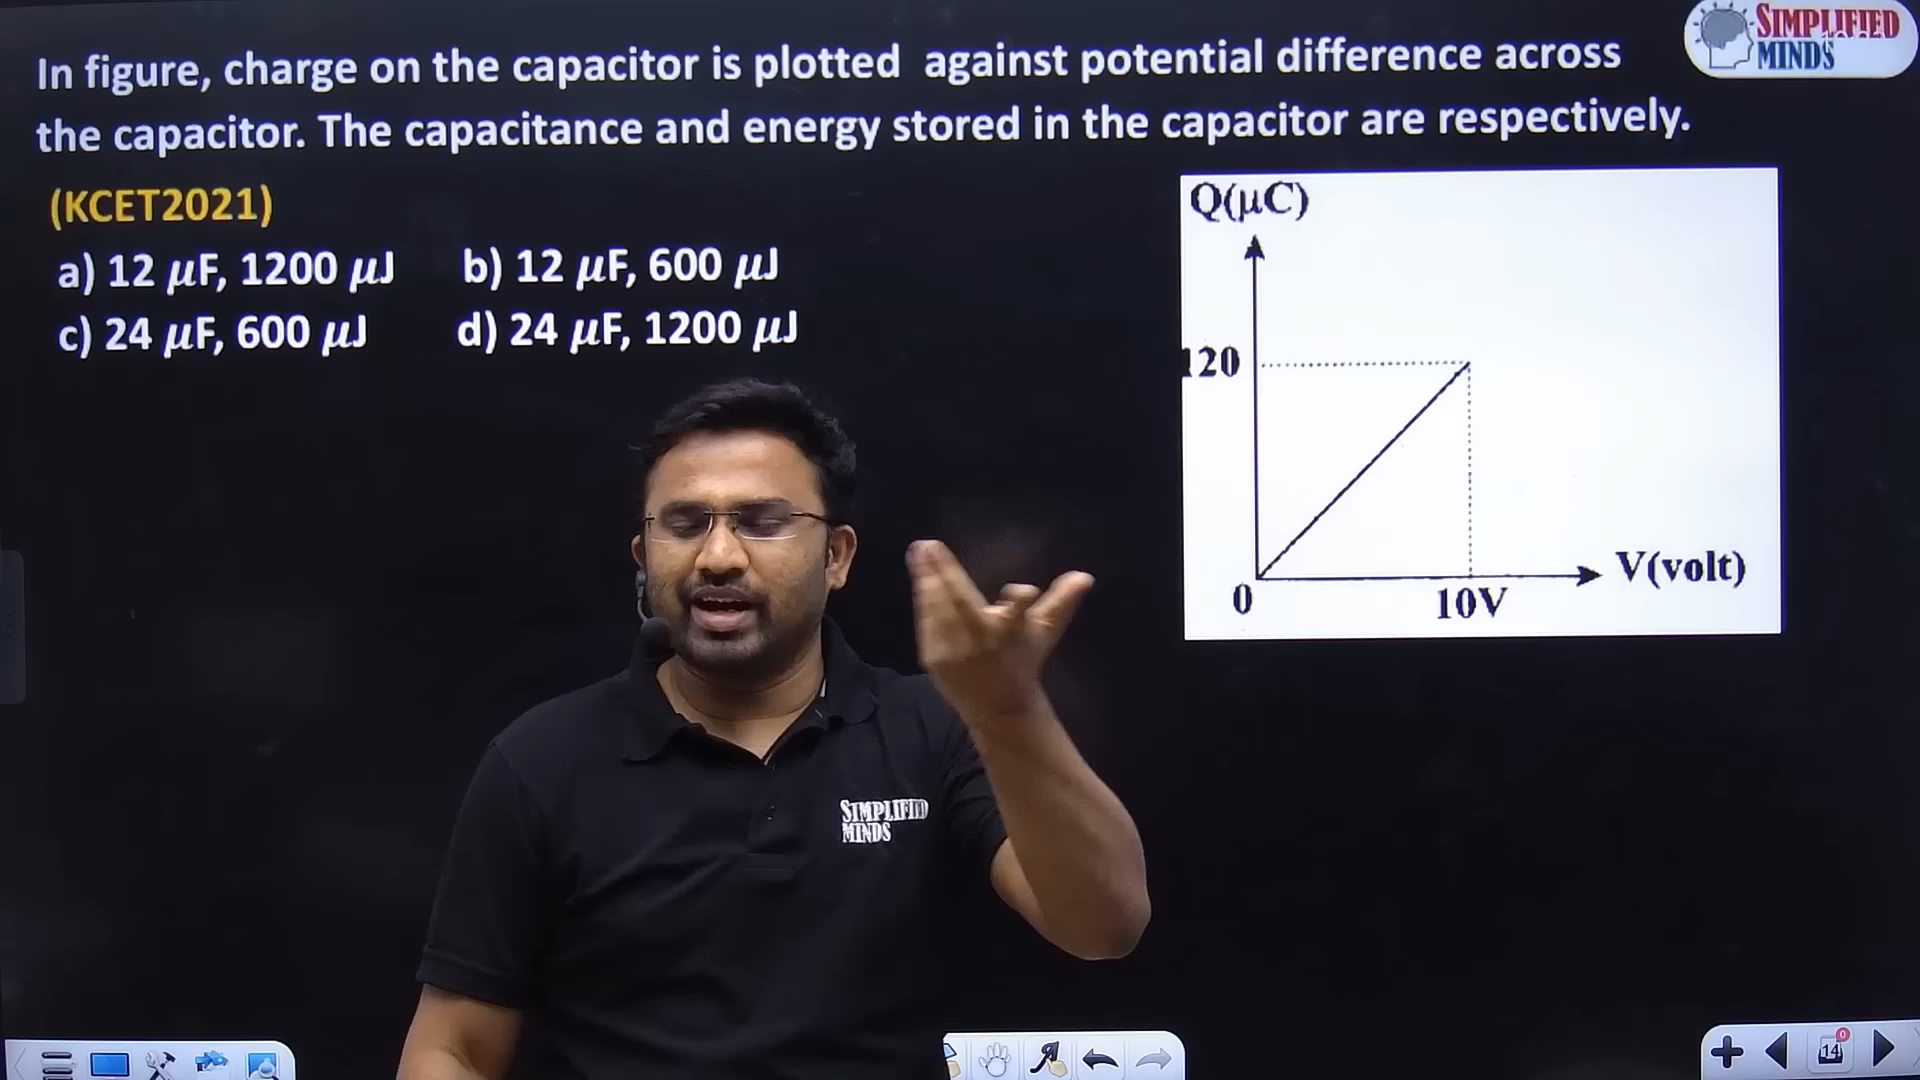 SIMPLIFIED
MINDS
In figure, charge on the capacitor is plotted against potential difference across
the capacitor. The capacitance and energy stored in the capacitor are respectively.
(KCET2021)
a) 12 μF, 1200 μJ b) 12 μF, 600 μJ
c) 24 μF, 600 μJ d) 24 μF, 1200 μJ
Q(μC)
120
0
10V
V(volt)
SIMPLIFIED
MINDS
14
0